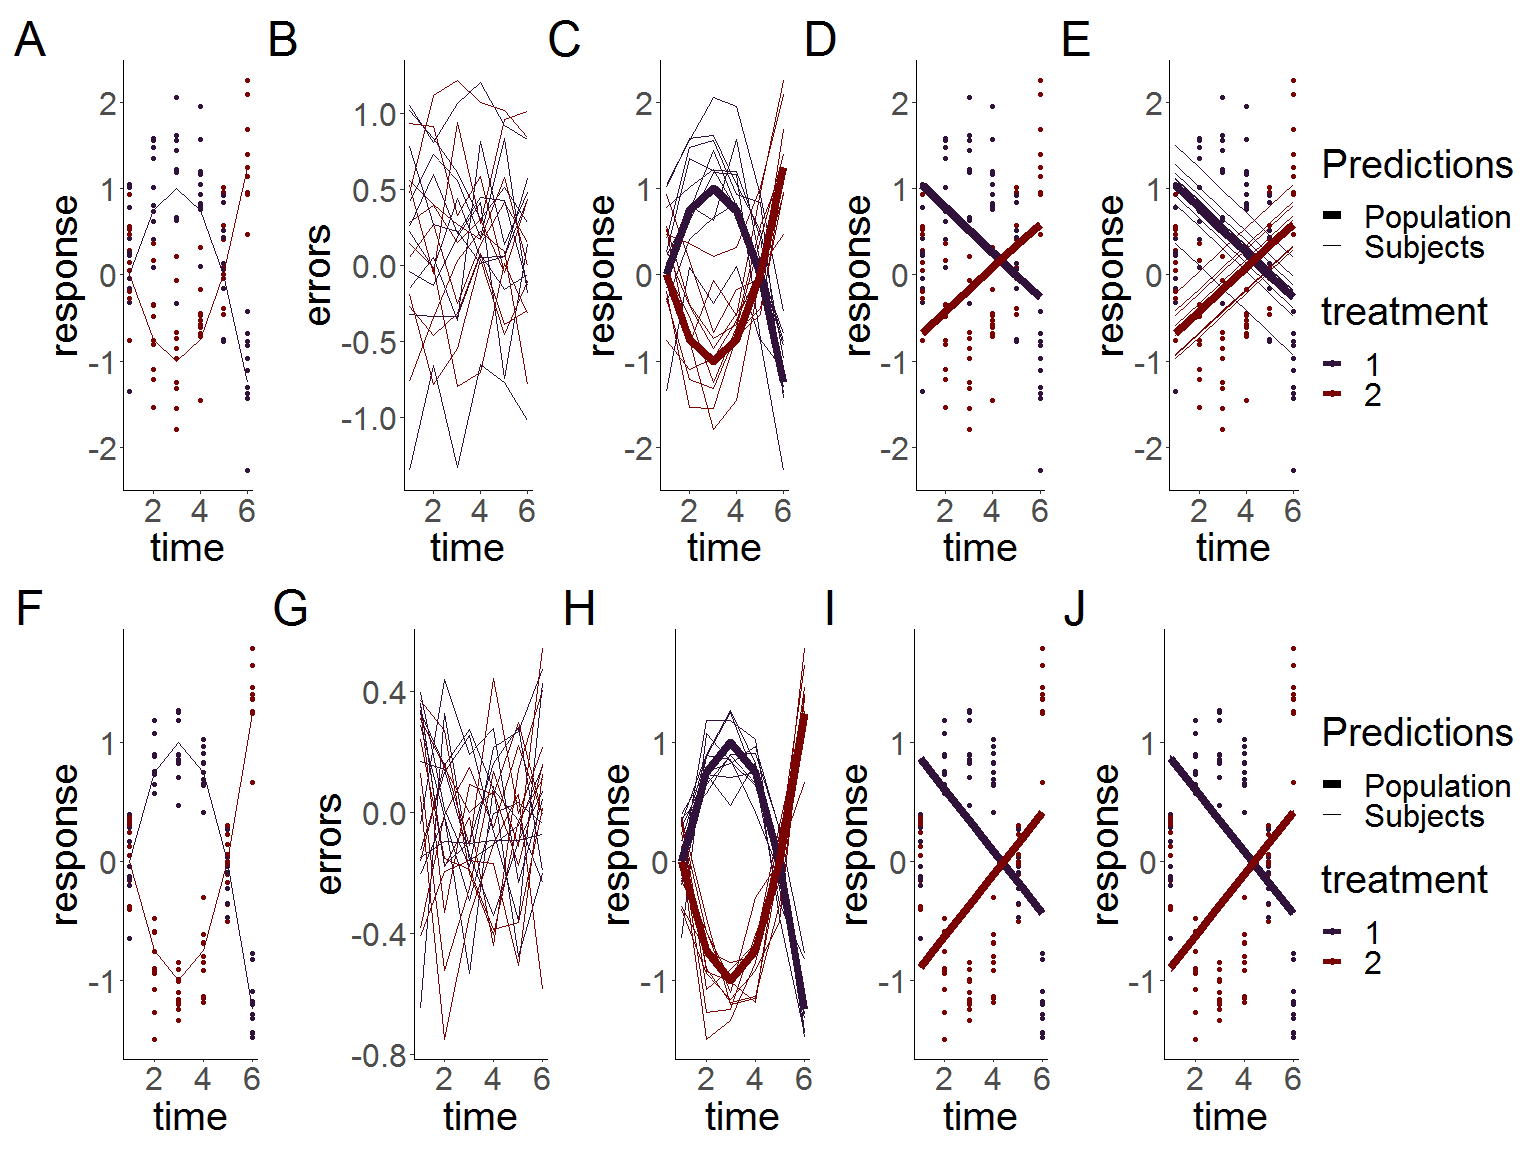 A B C D E
response
2
1
0
-1
-2
2 4 6
time
errors
1.0
0.5
0.0
-0.5
-1.0
2 4 6
time
response
2
1
0
-1
-2
2 4 6
time
response
2
1
0
-1
-2
2 4 6
time
response
2
1
0
-1
-2
2 4 6
time
Predictions
Population
Subjects
treatment
1
2
F G H I J
response
1
0
-1
2 4 6
time
errors
0.4
0.0
-0.4
-0.8
2 4 6
time
response
1
0
-1
2 4 6
time
response
1
0
-1
2 4 6
time
response
1
0
-1
2 4 6
time
Predictions
Population
Subjects
treatment
1
2